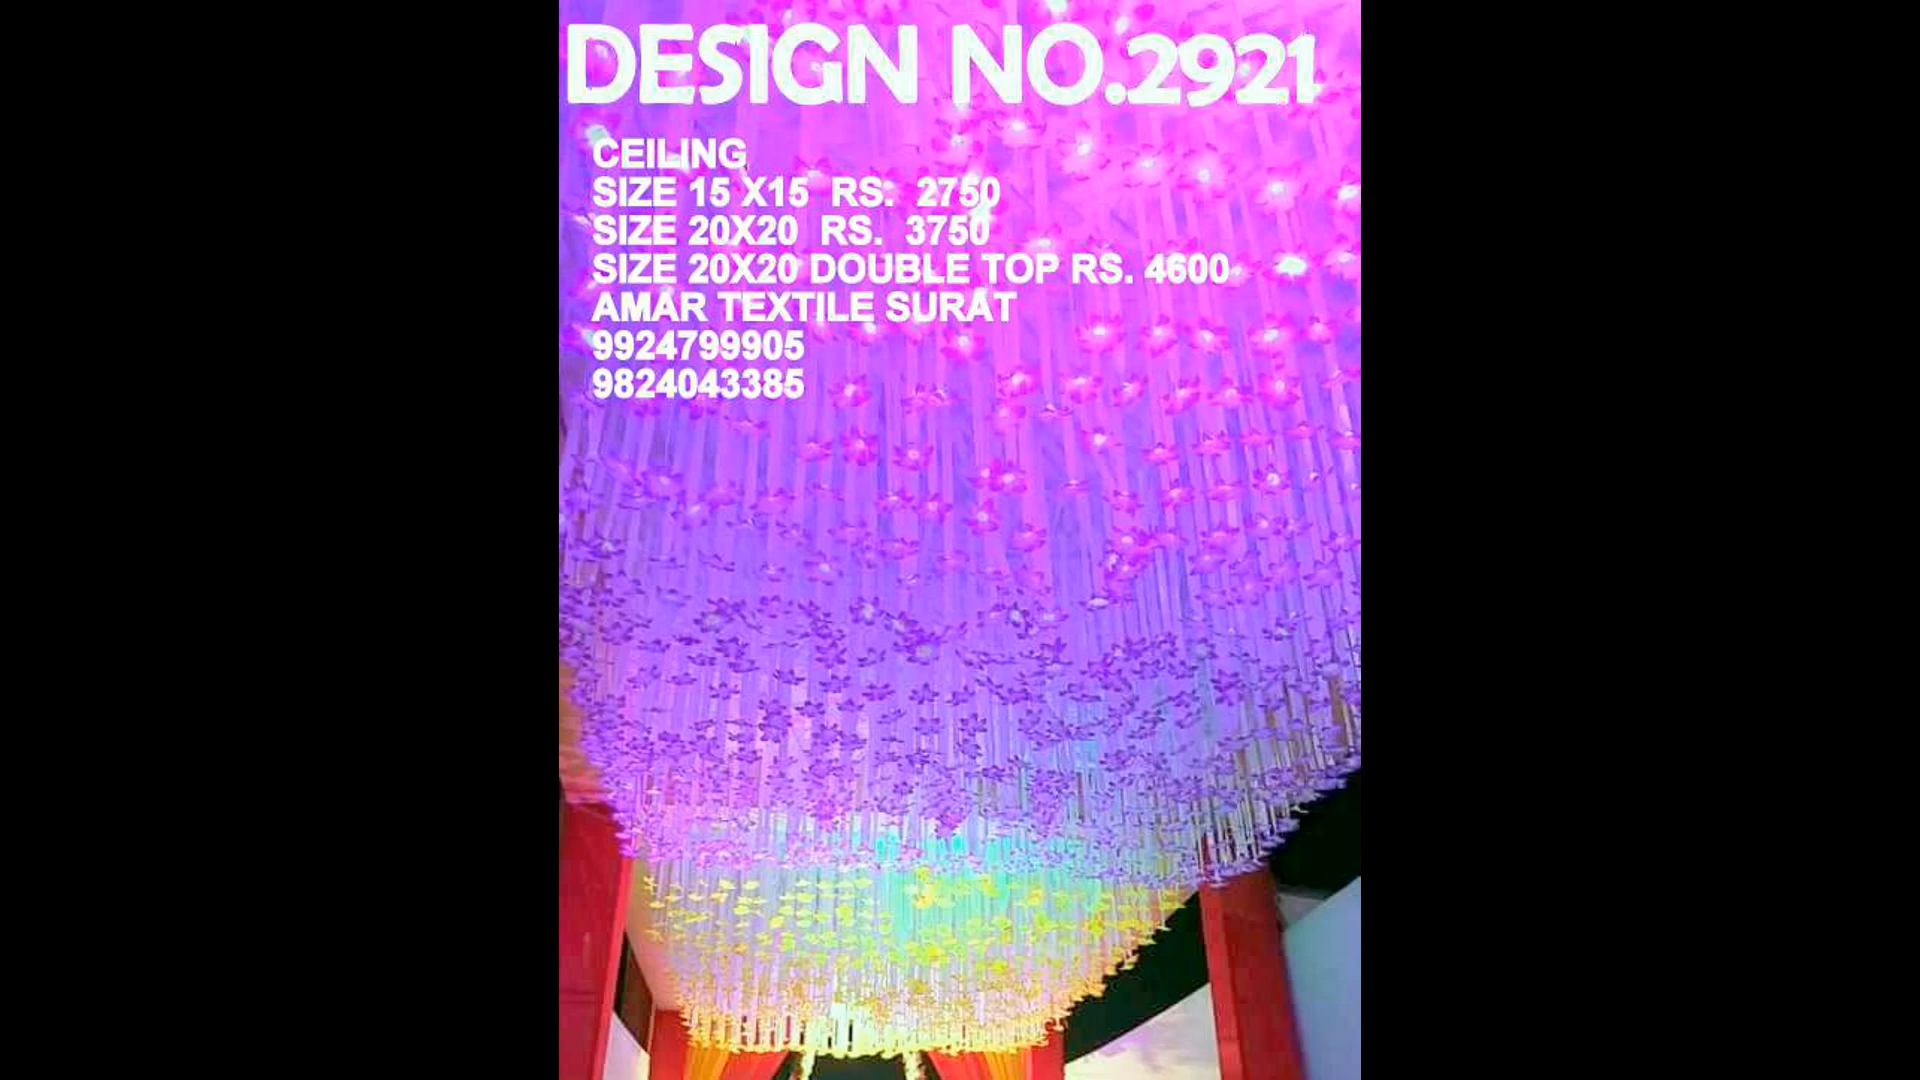 DESIGN NO.2921
CEILING
SIZE 15 X15 RS. 2750
SIZE 20X20 RS. 3750
SIZE 20X20 DOUBLE TOP RS. 4600
AMAR TEXTILE SURAT
9924799905
9824043385